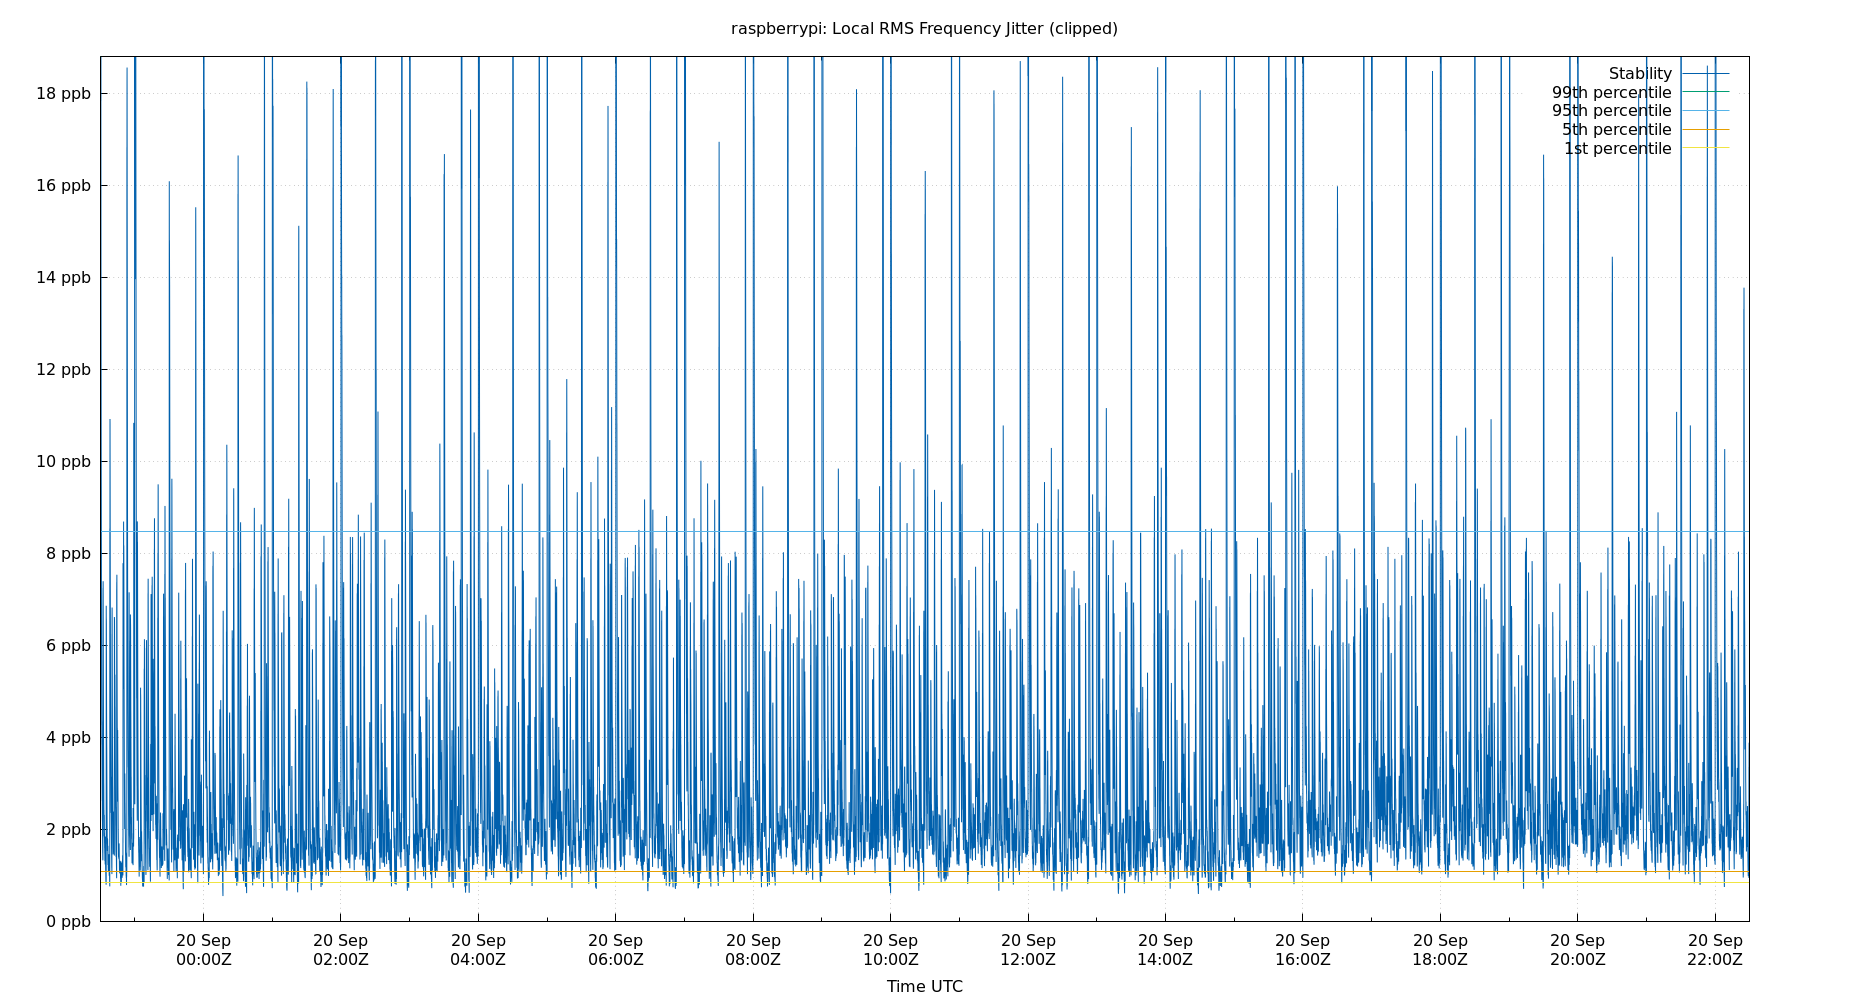 raspberrypi: Local RMS Frequency Jitter (clipped)
Stability
99th percentile
95th percentile
5th percentile
1st percentile
18 ppb
16 ppb
14 ppb
12 ppb
10 ppb
8 ppb
6 ppb
4 ppb
2 ppb
0 ppb
20 Sep 20 Sep 20 Sep 20 Sep 20 Sep 20 Sep 20 Sep 20 Sep 20 Sep 20 Sep 20 Sep 20 Sep
00:00Z 02:00Z 04:00Z 06:00Z 08:00Z 10:00Z 12:00Z 14:00Z 16:00Z 18:00Z 20:00Z 22:00Z
Time UTC